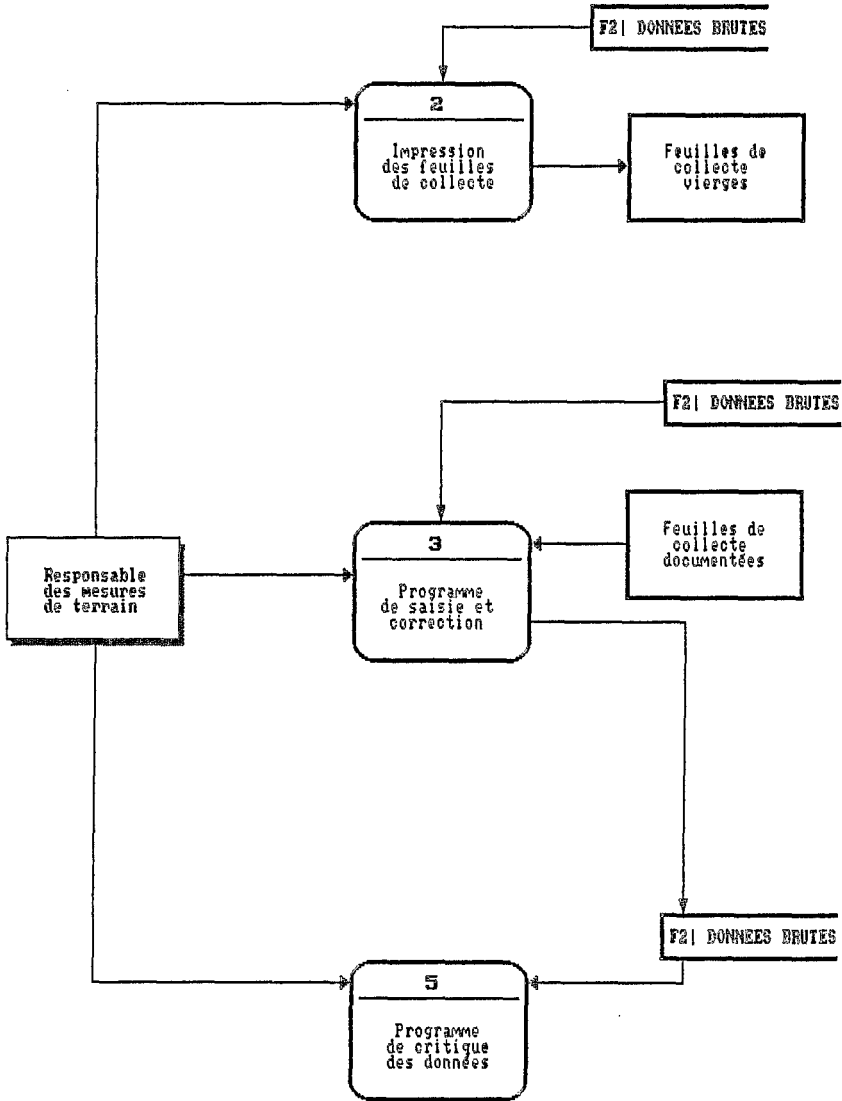 F2| DONNEES BRUTES
2
Impression
des feuilles
de collecte
Feuilles de
collecte
vierges
F2| DONNEES BRUTES
3
Programme
de saisie et
correction
Feuilles de
collecte
documentées
Responsable
des mesures
de terrain
F2| DONNEES BRUTES
5
Programme
de critique
des données